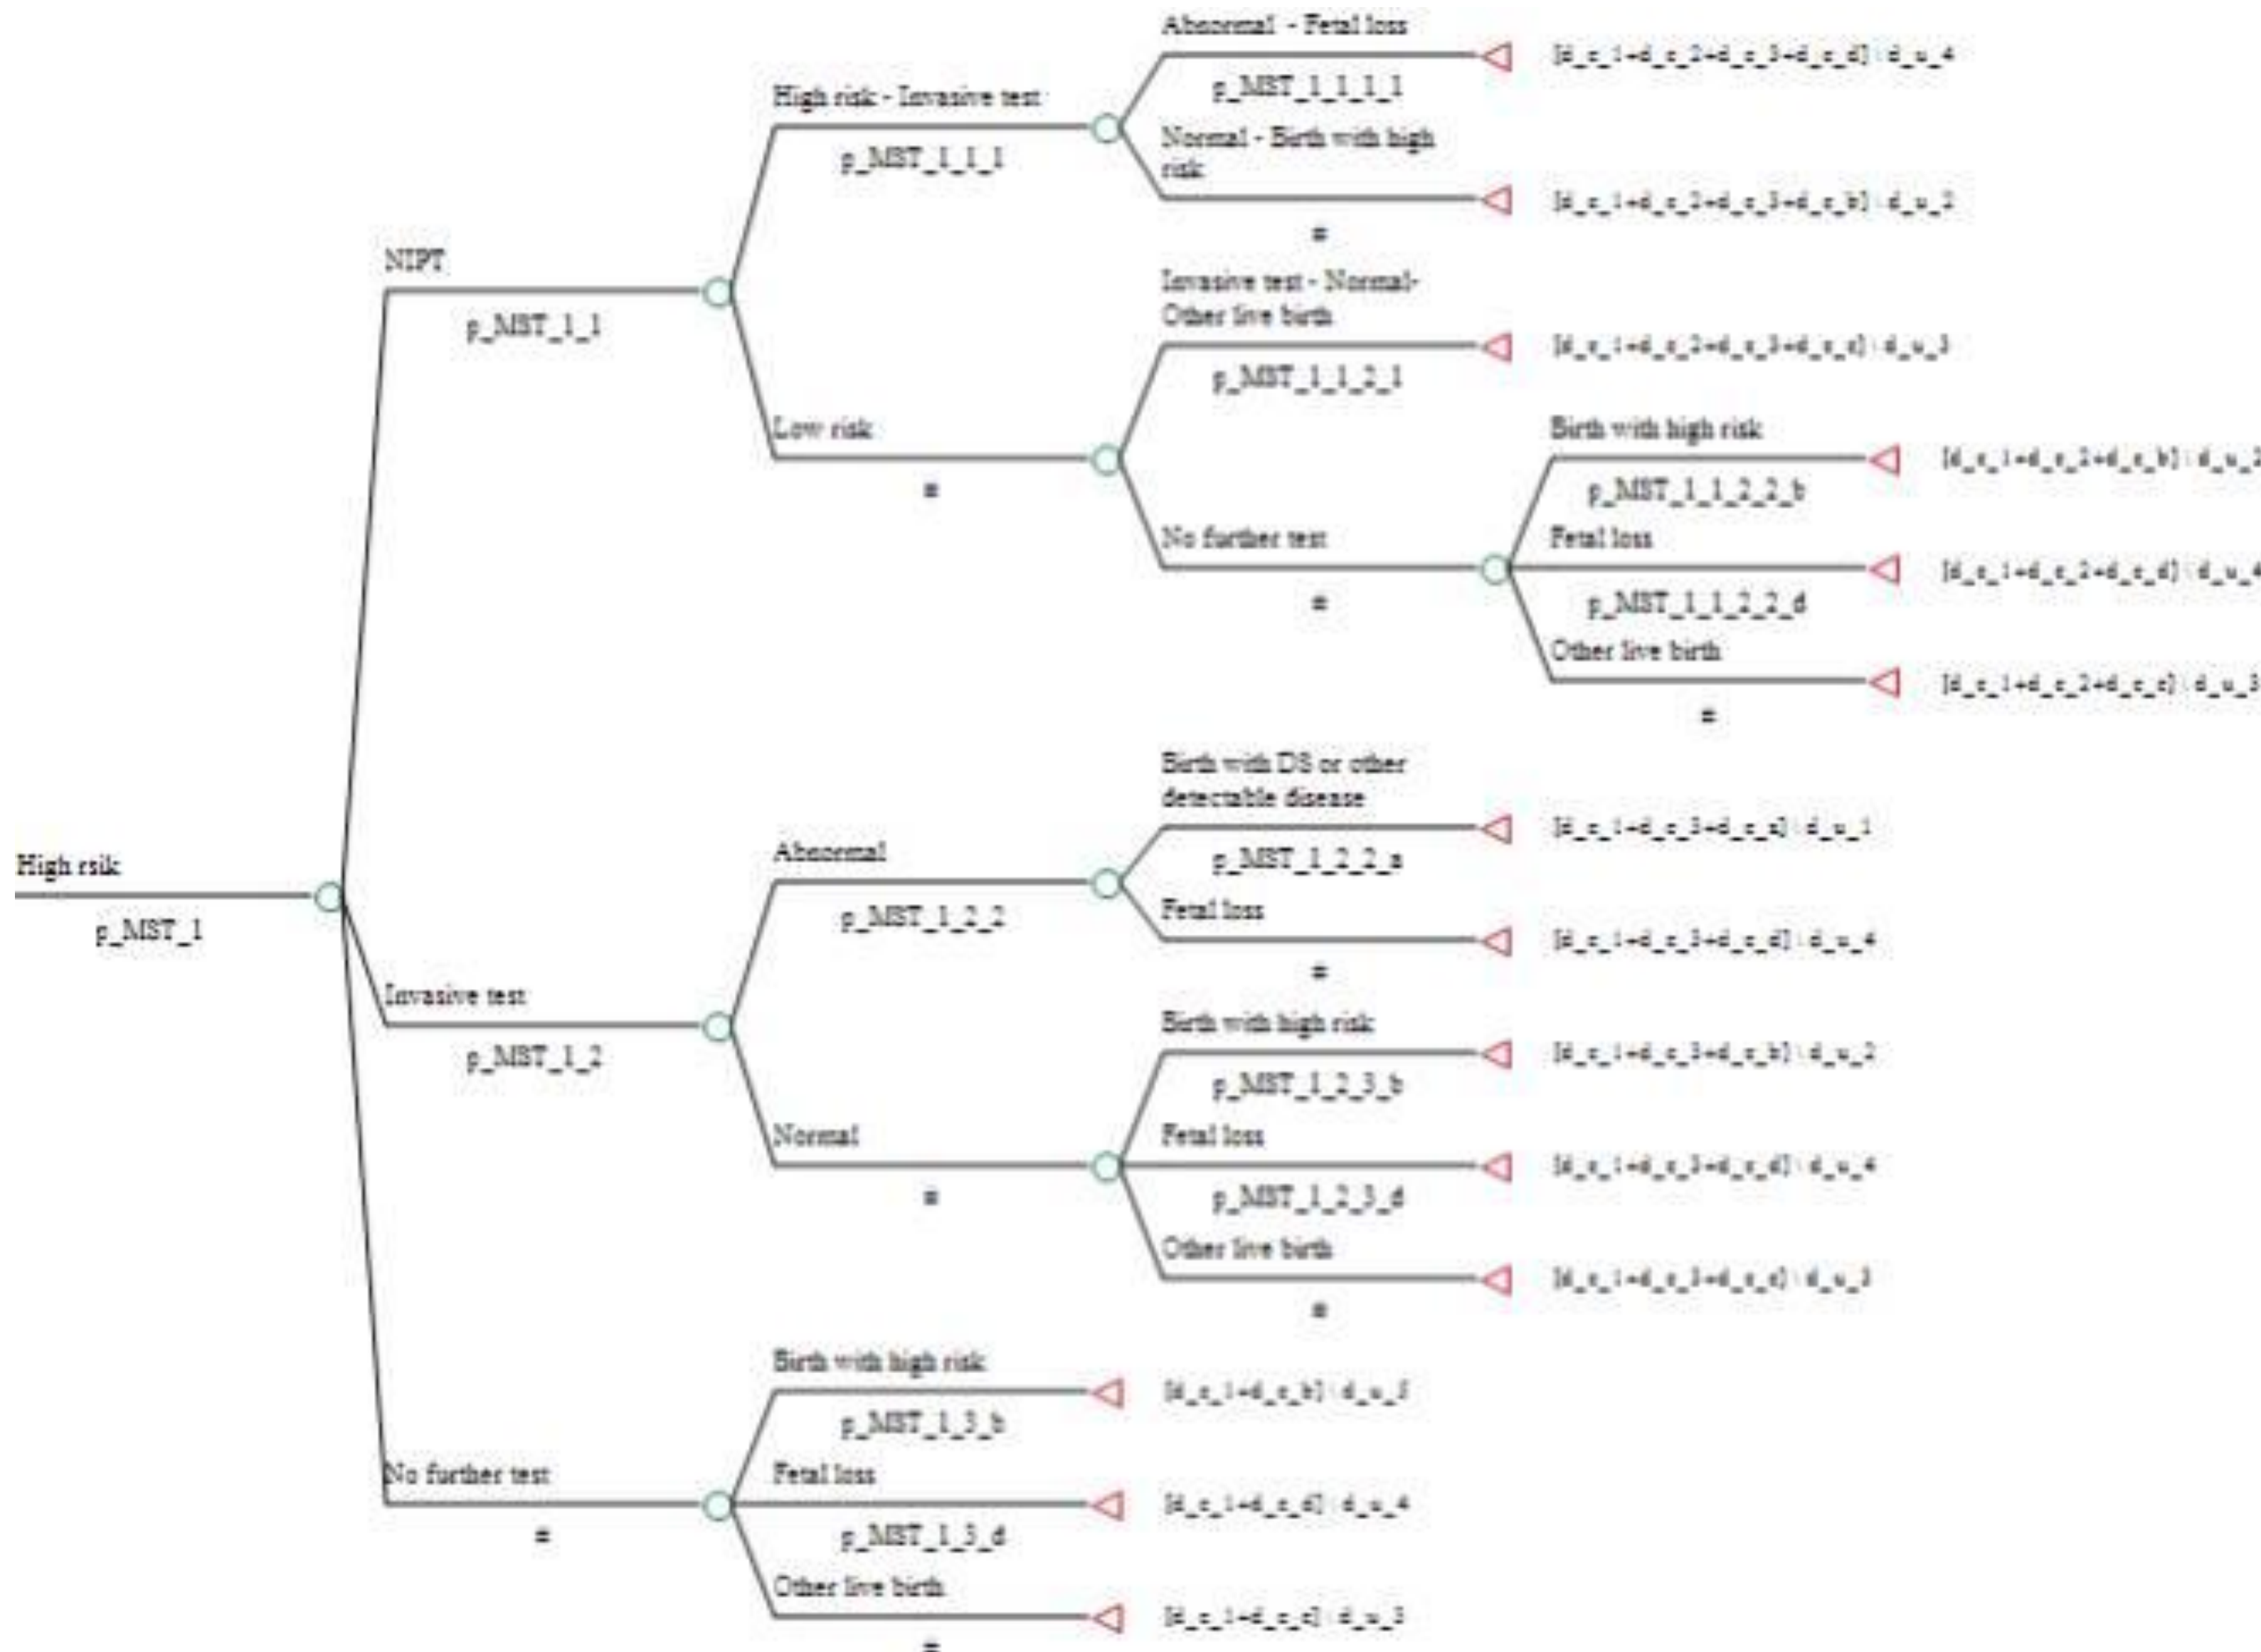 Abnormal - Fetal loss
[d_c_1+d_c_2+d_c_3+d_c_d] \ d_u_4
p_MST_1_1_1_1
High risk - Invasive test
p_MST_1_1_1
Normal - Birth with high
risk
[d_c_1+d_c_2+d_c_3+d_c_b] \ d_u_2
#
NIPT
p_MST_1_1
Invasive test - Normal-
Other live birth
[d_c_1+d_c_2+d_c_3+d_c_c] \ d_u_3
p_MST_1_1_2_1
Low risk
#
Birth with high risk
[d_c_1+d_c_2+d_c_b] \ d_u_2
p_MST_1_1_2_2_b
No further test
#
Fetal loss
[d_c_1+d_c_2+d_c_d] \ d_u_4
p_MST_1_1_2_2_d
Other live birth
[d_c_1+d_c_2+d_c_c] \ d_u_3
#
High rsik
p_MST_1
Birth with DS or other
detectable disease
[d_c_1+d_c_3+d_c_a] \ d_u_1
p_MST_1_2_2_a
Abnormal
p_MST_1_2_2
Fetal loss
[d_c_1+d_c_3+d_c_d] \ d_u_4
#
Invasive test
p_MST_1_2
Birth with high risk
[d_c_1+d_c_3+d_c_b] \ d_u_2
p_MST_1_2_3_b
Normal
#
Fetal loss
[d_c_1+d_c_3+d_c_d] \ d_u_4
p_MST_1_2_3_d
Other live birth
[d_c_1+d_c_3+d_c_c] \ d_u_3
#
Birth with high risk
[d_c_1+d_c_b] \ d_u_5
p_MST_1_3_b
No further test
#
Fetal loss
[d_c_1+d_c_d] \ d_u_4
p_MST_1_3_d
Other live birth
[d_c_1+d_c_c] \ d_u_3
#